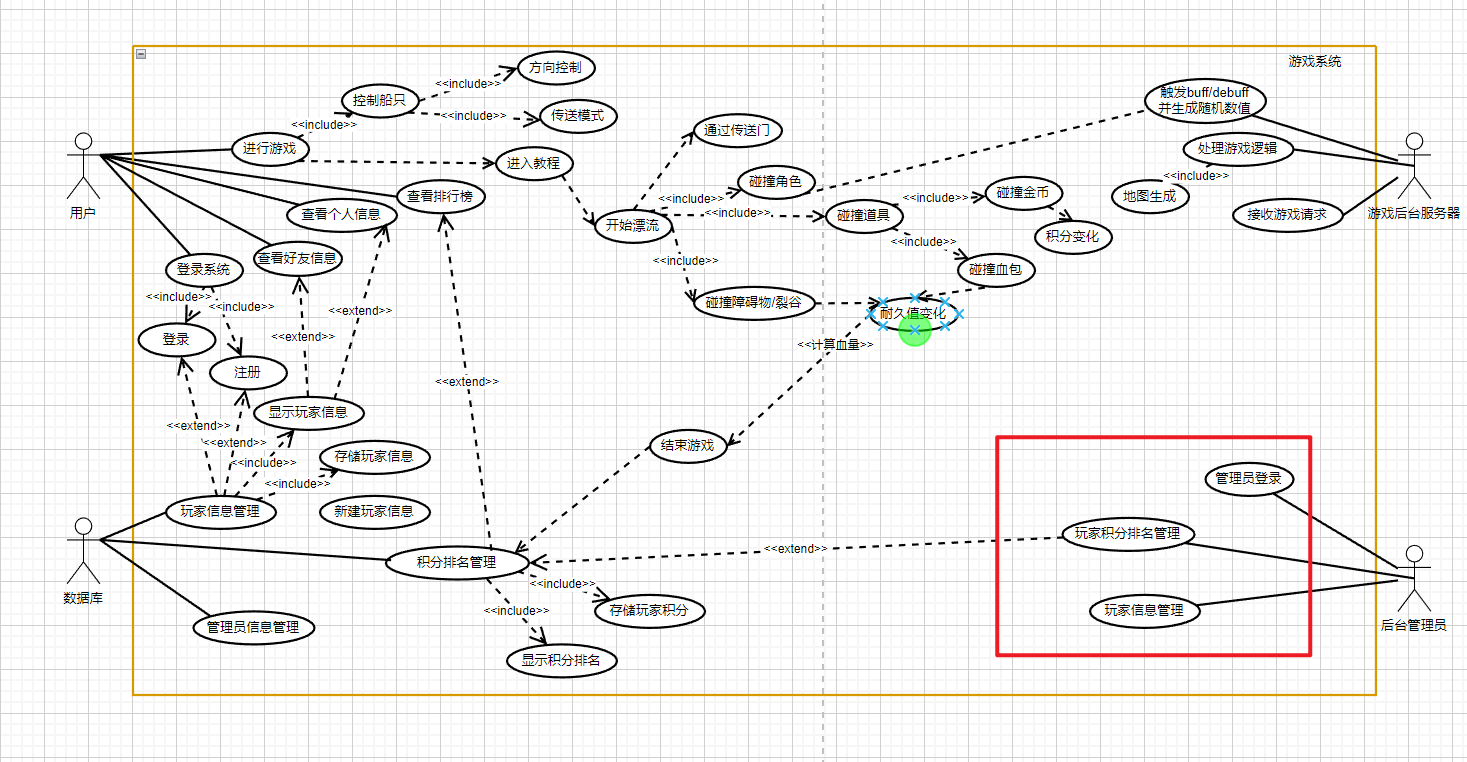 游戏系统
方向控制
<<include>>
控制船只
触发buff/debuff
并生成随机数值
<<include>>
传送模式
<<include>>
通过传送门
进行游戏
进入教程
处理游戏逻辑
<<include>>
碰撞角色
查看排行榜
<<include>>
<<include>>
碰撞金币
地图生成
用户
查看个人信息
<<include>>
碰撞道具
接收游戏请求
游戏后台服务器
开始漂流
积分变化
<<include>>
查看好友信息
<<include>>
登录系统
碰撞血包
<<include>>
<<include>>
碰撞障碍物/裂谷
<<extend>>
耐久值变化
登录
<<extend>>
<<计算血量>>
注册
<<extend>>
显示玩家信息
<<extend>>
<<extend>>
结束游戏
存储玩家信息
<<include>>
<<include>>
管理员登录
玩家信息管理
新建玩家信息
玩家积分排名管理
<<extend>>
积分排名管理
<<include>>
数据库
<<include>>
存储玩家积分
玩家信息管理
管理员信息管理
后台管理员
显示积分排名